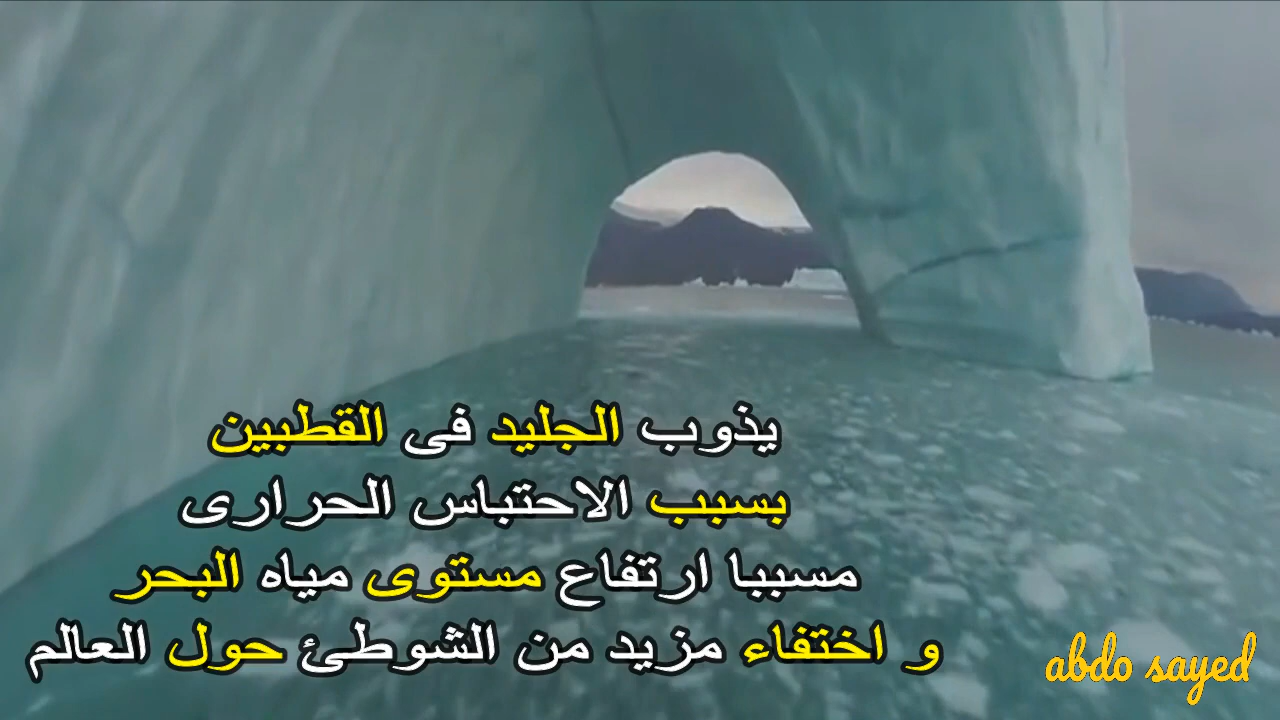 يذوب الجليد فى القطبين
بسبب الاحتباس الحرارى
مسببا ارتفاع مستوى مياه البحر
و اختفاء مزيد من الشوطئ حول العالم
abdo sayed